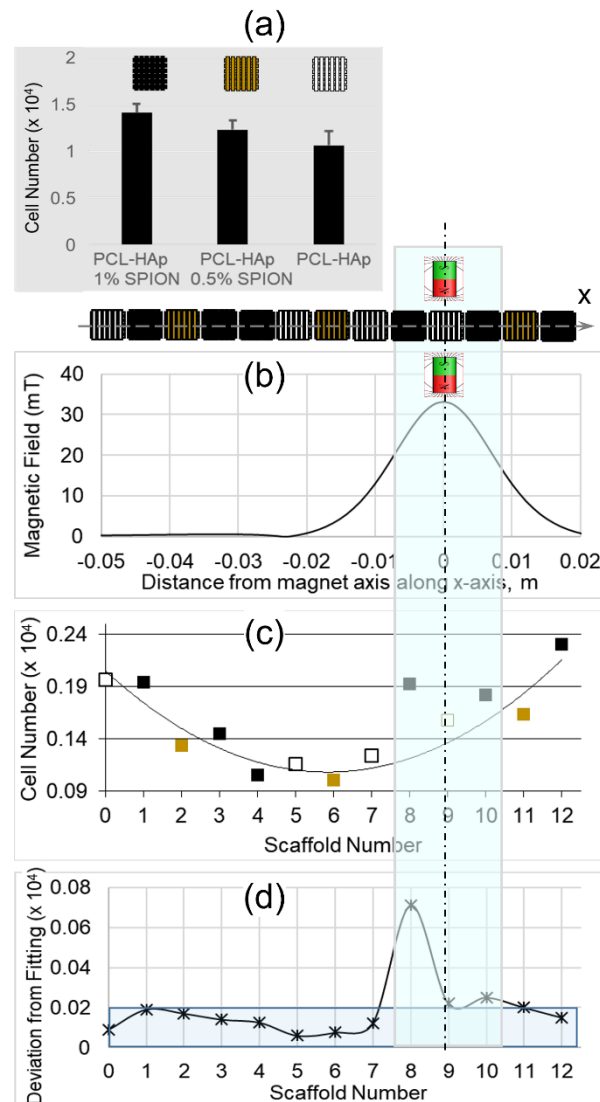 (a)
Cell Number (x 10⁴)
2
1.5
1
0.5
0
PCL-HAp
1% SPION
PCL-HAp
0.5% SPION
PCL-HAp
x
(b)
Magnetic Field (mT)
40
30
20
10
0
-0.05 -0.04 -0.03 -0.02 -0.01 0 0.01 0.02
Distance from magnet axis along x-axis, m
(c)
Cell Number (x 10⁴)
0.24
0.19
0.14
0.09
0 1 2 3 4 5 6 7 8 9 10 11 12
Scaffold Number
(d)
Deviation from Fitting (x 10⁴)
0.08
0.06
0.04
0.02
0
0 1 2 3 4 5 6 7 8 9 10 11 12
Scaffold Number